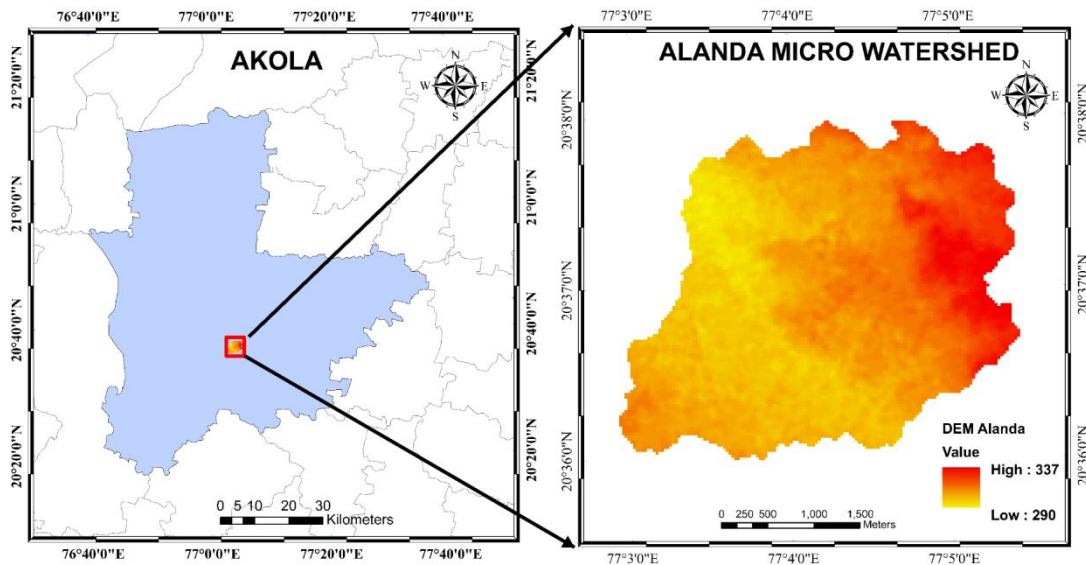 76°40'0"E 77°0'0"E 77°20'0"E 77°40'0"E
AKOLA
N
W E
S
21°20'0"N
21°0'0"N
20°40'0"N
20°20'0"N
21°20'0"N
21°0'0"N
20°40'0"N
20°20'0"N
0 5 10 20 30
Kilometers
76°40'0"E 77°0'0"E 77°20'0"E 77°40'0"E
77°3'0"E 77°4'0"E 77°5'0"E
ALANDA MICRO WATERSHED
N
W E
S
20°38'0"N
20°37'0"N
20°36'0"N
20°38'0"N
20°37'0"N
20°36'0"N
DEM Alanda
Value
High : 337
Low : 290
0 250 500 1,000 1,500
Meters
77°3'0"E 77°4'0"E 77°5'0"E